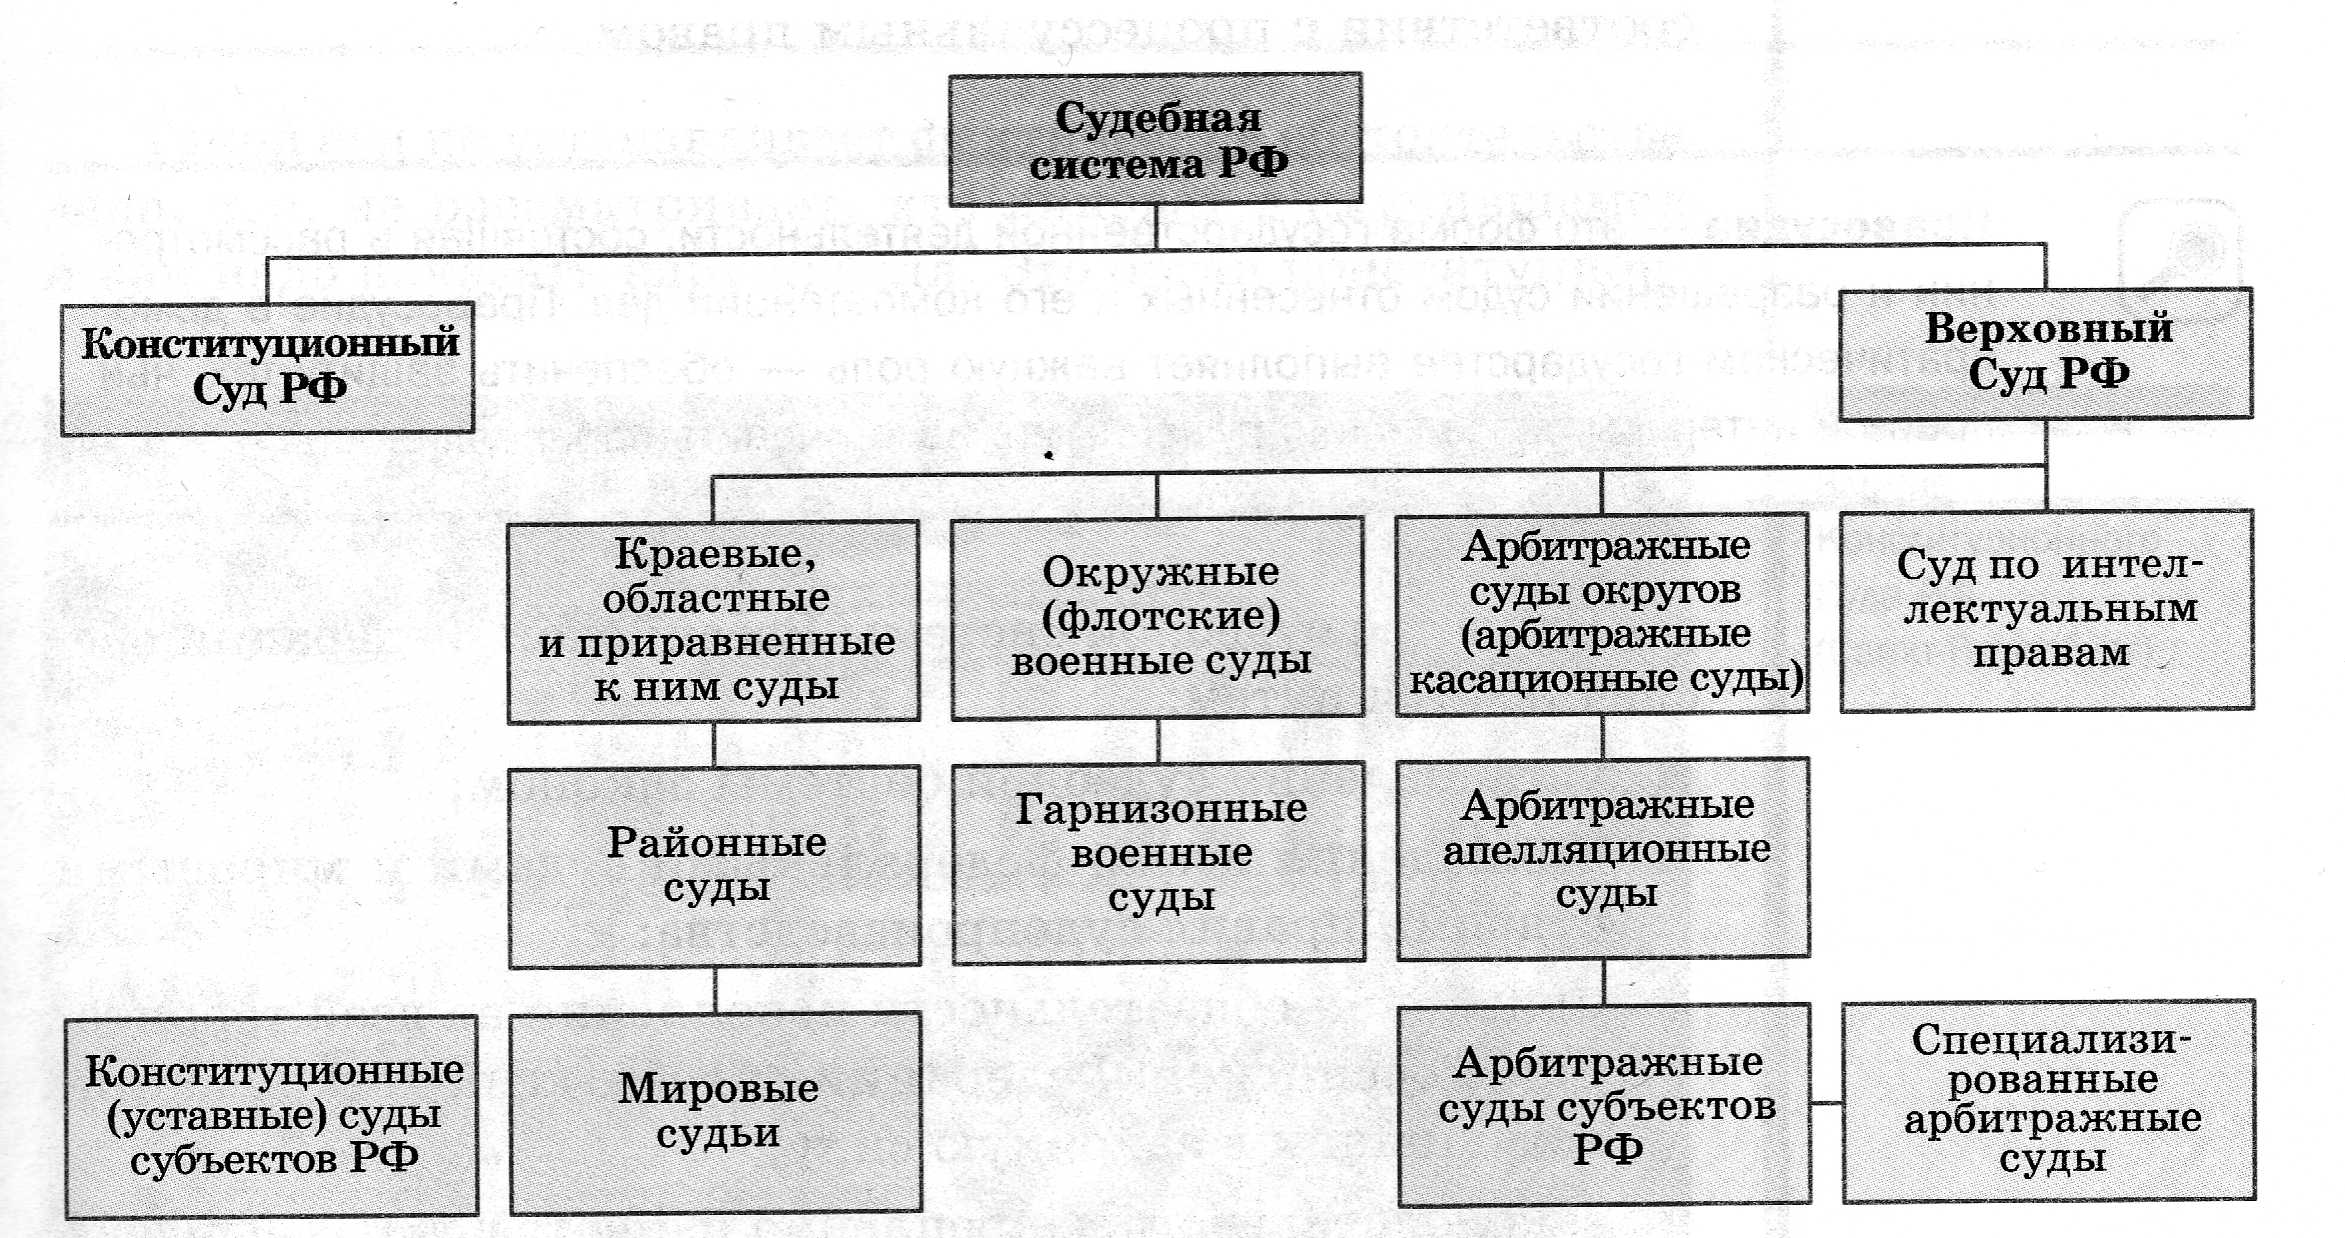 Судебная
система РФ
Конституционный
Суд РФ
Верховный
Суд РФ
Краевые,
областные
и приравненные
к ним суды
Окружные
(флотские)
военные суды
Арбитражные
суды округов
(арбитражные
касационные суды)
Суд по интел-
лектуальным
правам
Районные
суды
Гарнизонные
военные
суды
Арбитражные
апелляционные
суды
Конституционные
(уставные) суды
субъектов РФ
Мировые
судьи
Арбитражные
суды субъектов
РФ
Специализи-
рованные
арбитражные
суды